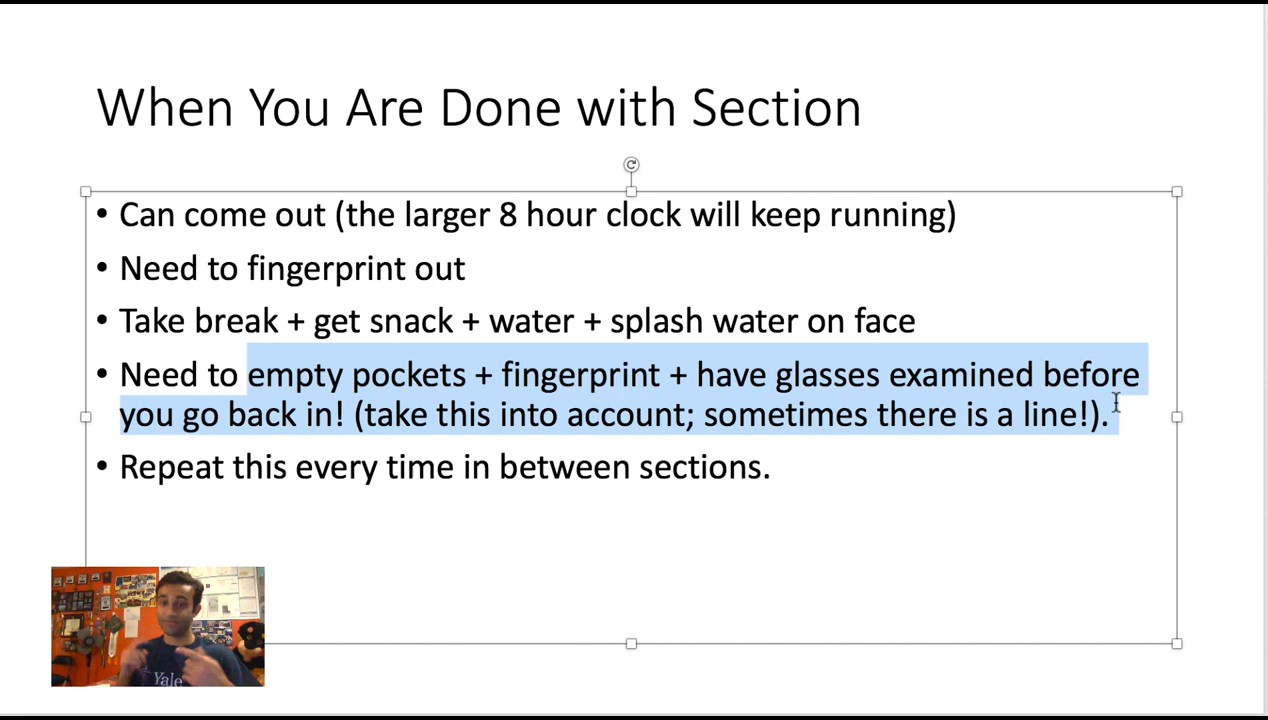 When You Are Done with Section
• Can come out (the larger 8 hour clock will keep running)
• Need to fingerprint out
• Take break + get snack + water + splash water on face
• Need to empty pockets + fingerprint + have glasses examined before
you go back in! (take this into account; sometimes there is a line!).
• Repeat this every time in between sections.
Yale